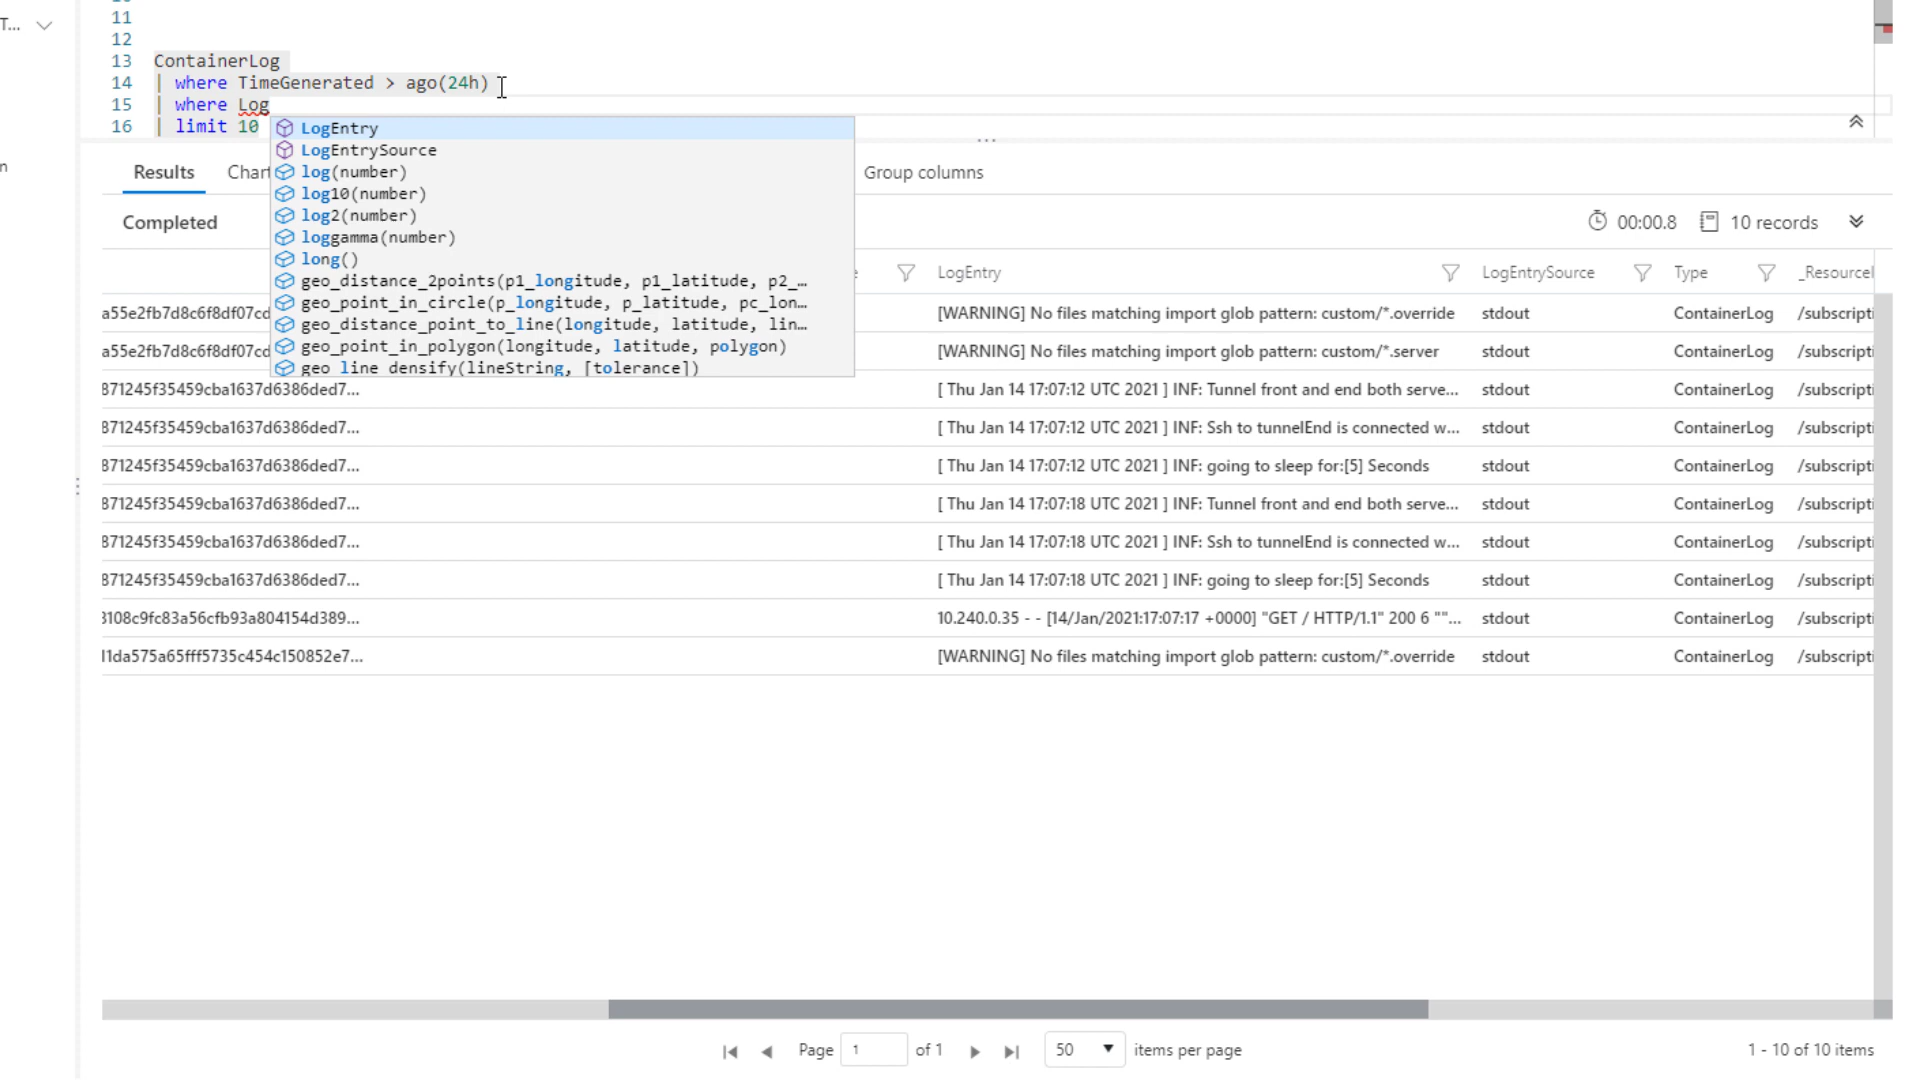 T...
11
12
13 ContainerLog
14 | where TimeGenerated > ago(24h)
15 | where Log
16 | limit 10
LogEntry
LogEntrySource
log(number)
log10(number)
log2(number)
loggamma(number)
long()
geo_distance_2points(p1_longitude, p1_latitude, p2_…
geo_point_in_circle(p_longitude, p_latitude, pc_lon…
geo_distance_point_to_line(longitude, latitude, lin…
geo_point_in_polygon(longitude, latitude, polygon)
geo_line_densify(lineString, [tolerance])
n
Results Chart Group columns
Completed 00:00.8 10 records
LogEntry LogEntrySource Type _ResourceI
a55e2fb7d8c6f8df07cd [WARNING] No files matching import glob pattern: custom/*.override stdout ContainerLog /subscripti
a55e2fb7d8c6f8df07cd [WARNING] No files matching import glob pattern: custom/*.server stdout ContainerLog /subscripti
871245f35459cba1637d6386ded7... [ Thu Jan 14 17:07:12 UTC 2021 ] INF: Tunnel front and end both serve... stdout ContainerLog /subscripti
871245f35459cba1637d6386ded7... [ Thu Jan 14 17:07:12 UTC 2021 ] INF: Ssh to tunnelEnd is connected w... stdout ContainerLog /subscripti
871245f35459cba1637d6386ded7... [ Thu Jan 14 17:07:12 UTC 2021 ] INF: going to sleep for:[5] Seconds stdout ContainerLog /subscripti
871245f35459cba1637d6386ded7... [ Thu Jan 14 17:07:18 UTC 2021 ] INF: Tunnel front and end both serve... stdout ContainerLog /subscripti
871245f35459cba1637d6386ded7... [ Thu Jan 14 17:07:18 UTC 2021 ] INF: Ssh to tunnelEnd is connected w... stdout ContainerLog /subscripti
871245f35459cba1637d6386ded7... [ Thu Jan 14 17:07:18 UTC 2021 ] INF: going to sleep for:[5] Seconds stdout ContainerLog /subscripti
8108c9fc83a56cfb93a804154d389... 10.240.0.35 - - [14/Jan/2021:17:07:17 +0000] "GET / HTTP/1.1" 200 6 ""... stdout ContainerLog /subscripti
l1da575a65fff5735c454c150852e7... [WARNING] No files matching import glob pattern: custom/*.override stdout ContainerLog /subscripti
Page 1 of 1 50 items per page 1 - 10 of 10 items